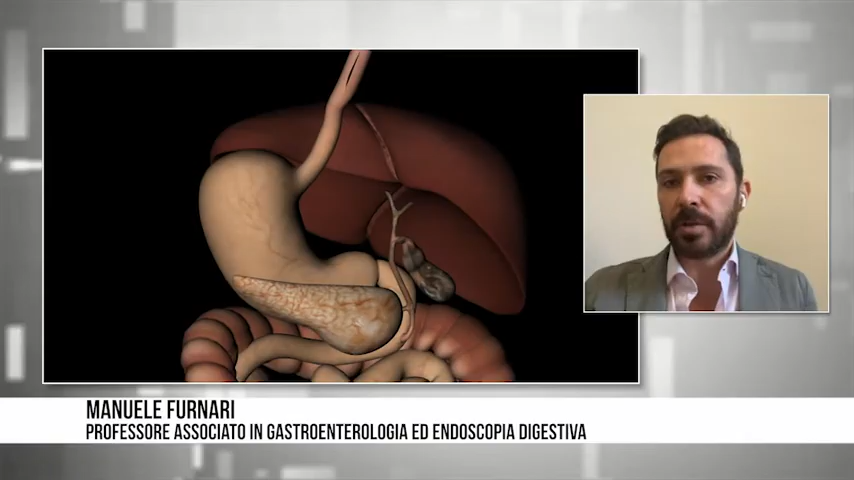 MANUELE FURNARI
PROFESSORE ASSOCIATO IN GASTROENTEROLOGIA ED ENDOSCOPIA DIGESTIVA